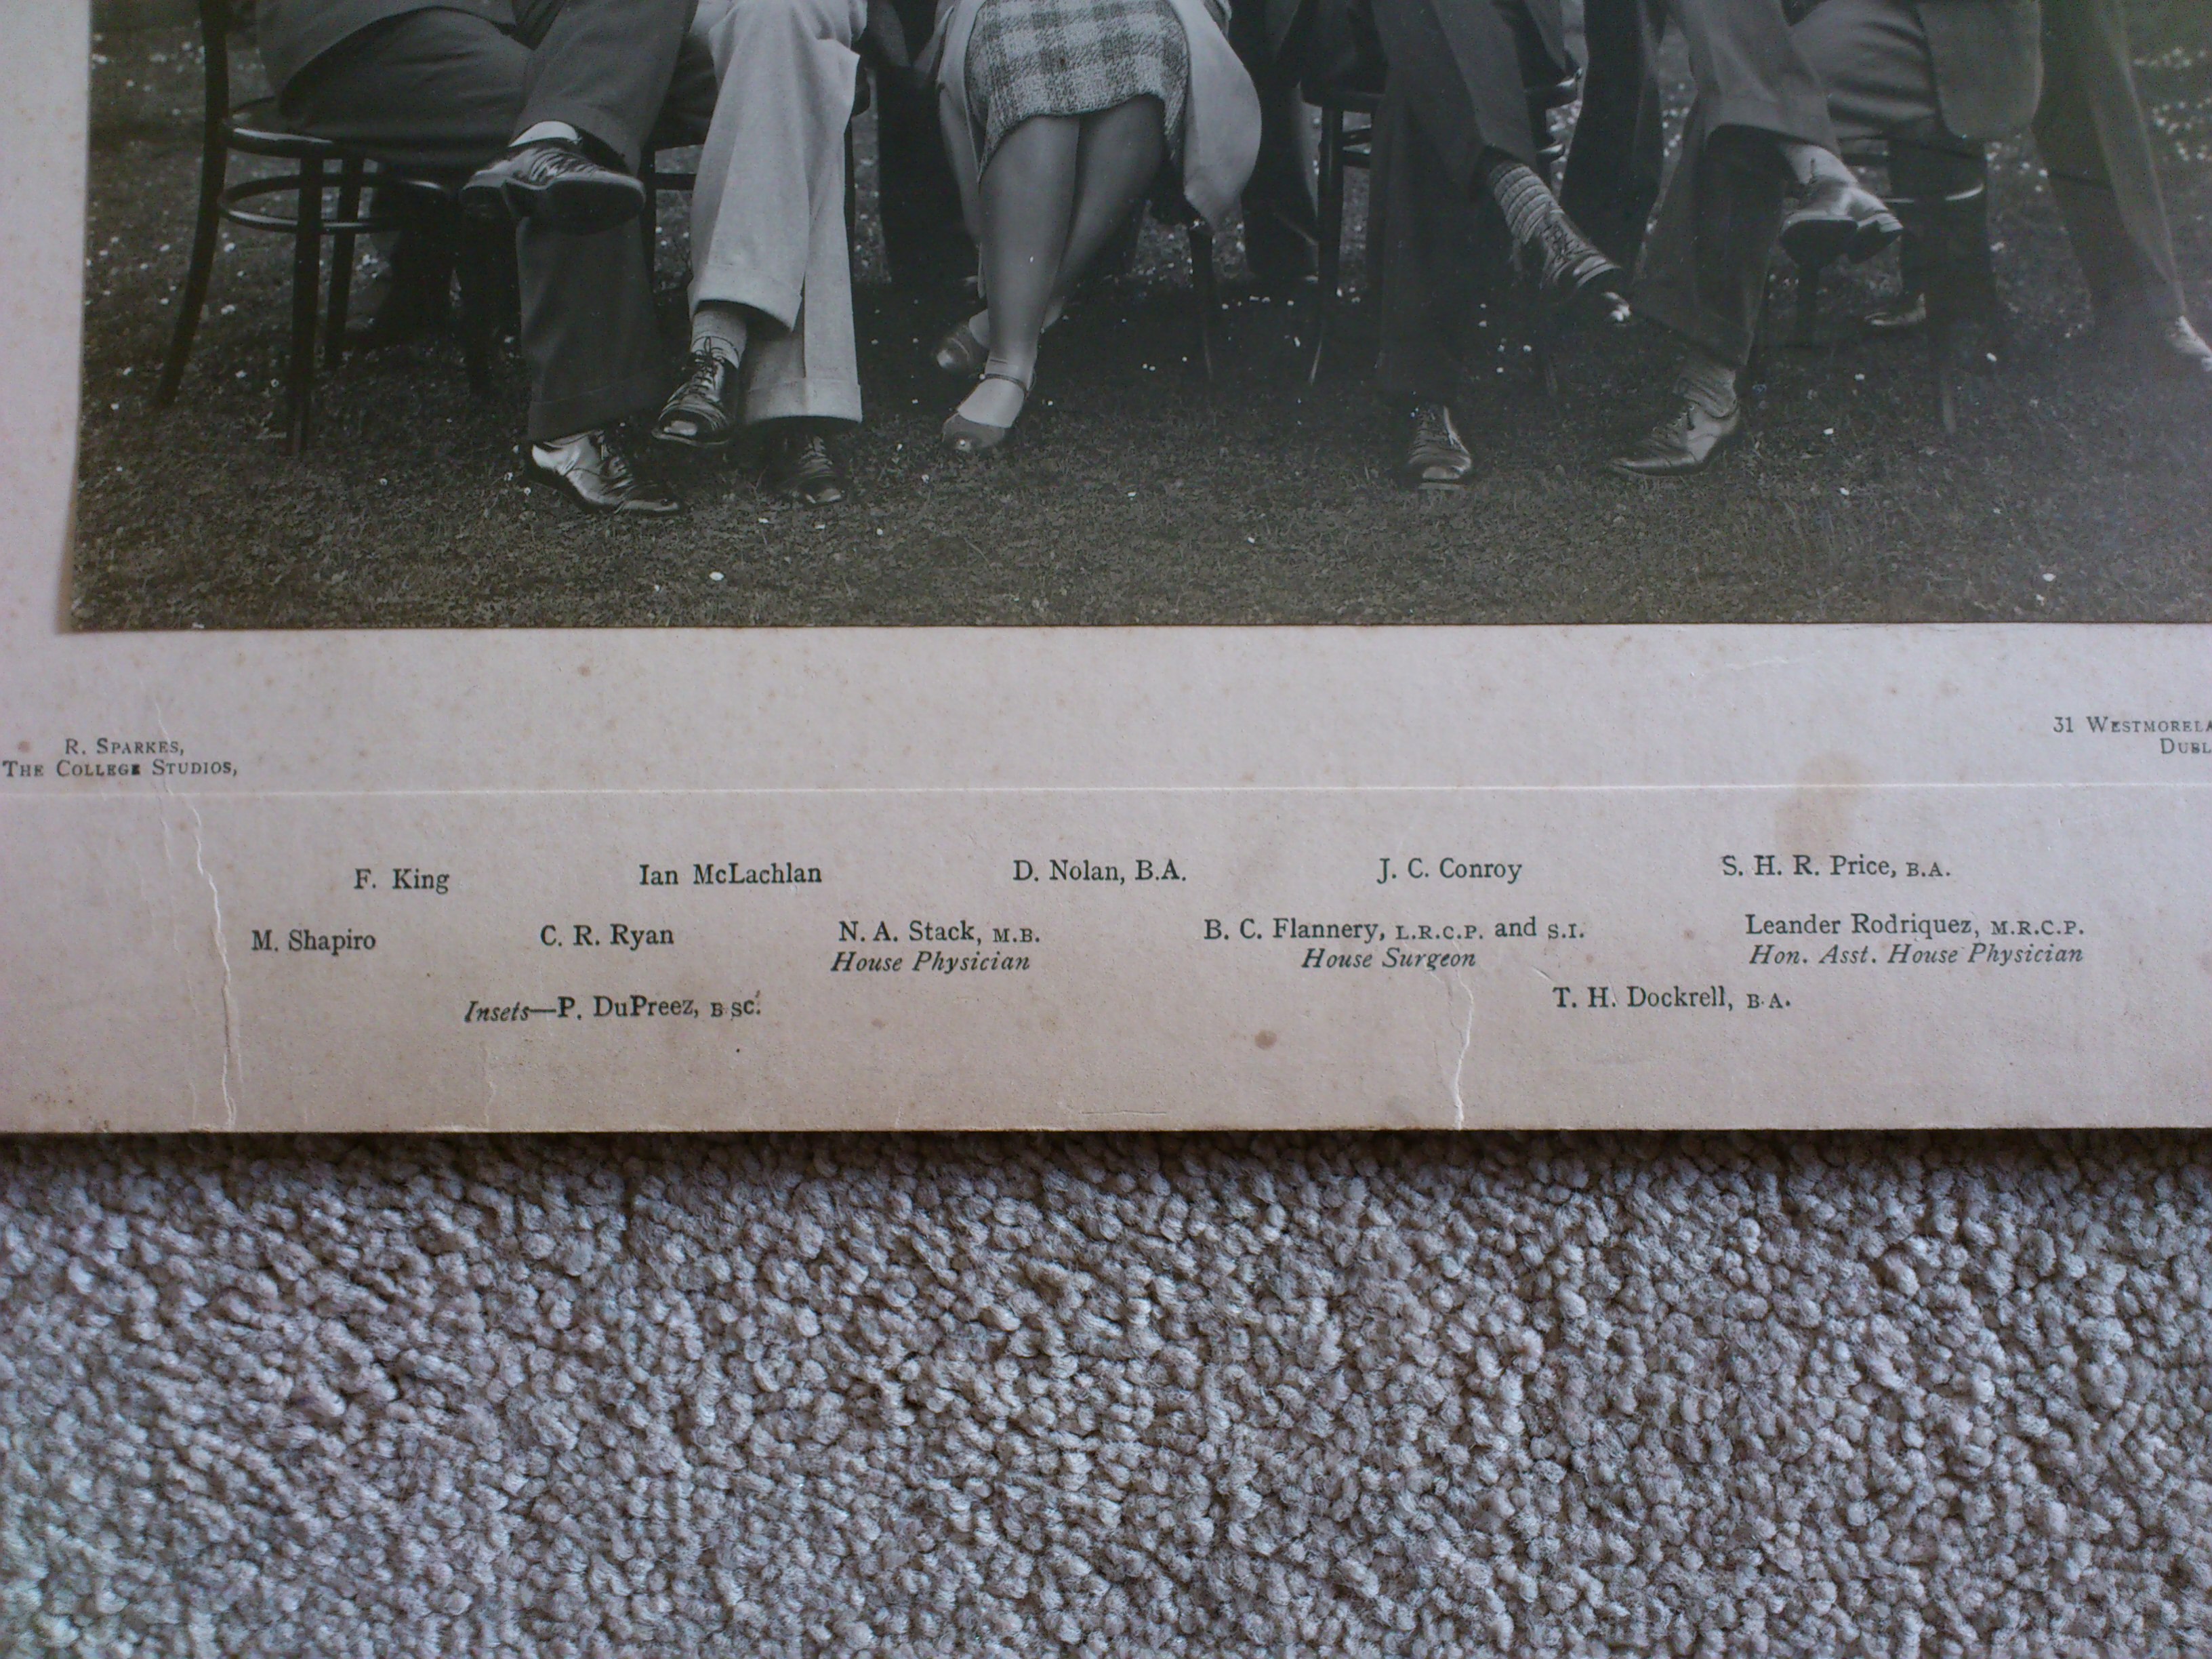 R. SPARKES,
THE COLLEGE STUDIOS,
31 WESTMORELA
DUBL
F. King Ian McLachlan D. Nolan, B.A. J. C. Conroy S. H. R. Price, B.A.
M. Shapiro C. R. Ryan N. A. Stack, M.B. B. C. Flannery, L.R.C.P. and S.I. Leander Rodriquez, M.R.C.P.
House Physician House Surgeon Hon. Asst. House Physician
Insets—P. DuPreez, B SC. T. H. Dockrell, B.A.